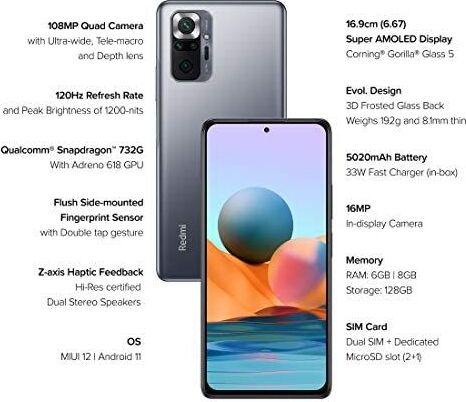 108MP Quad Camera
with Ultra-wide, Tele-macro
and Depth lens
120Hz Refresh Rate
and Peak Brightness of 1200-nits
Qualcomm® Snapdragon™ 732G
With Adreno 618 GPU
Flush Side-mounted
Fingerprint Sensor
with Double tap gesture
Z-axis Haptic Feedback
Hi-Res certified
Dual Stereo Speakers
OS
MIUI 12 | Android 11
Redmi
16.9cm (6.67)
Super AMOLED Display
Corning® Gorilla® Glass 5
Evol. Design
3D Frosted Glass Back
Weighs 192g and 8.1mm thin
5020mAh Battery
33W Fast Charger (in-box)
16MP
In-display Camera
Memory
RAM: 6GB | 8GB
Storage: 128GB
SIM Card
Dual SIM + Dedicated
MicroSD slot (2+1)